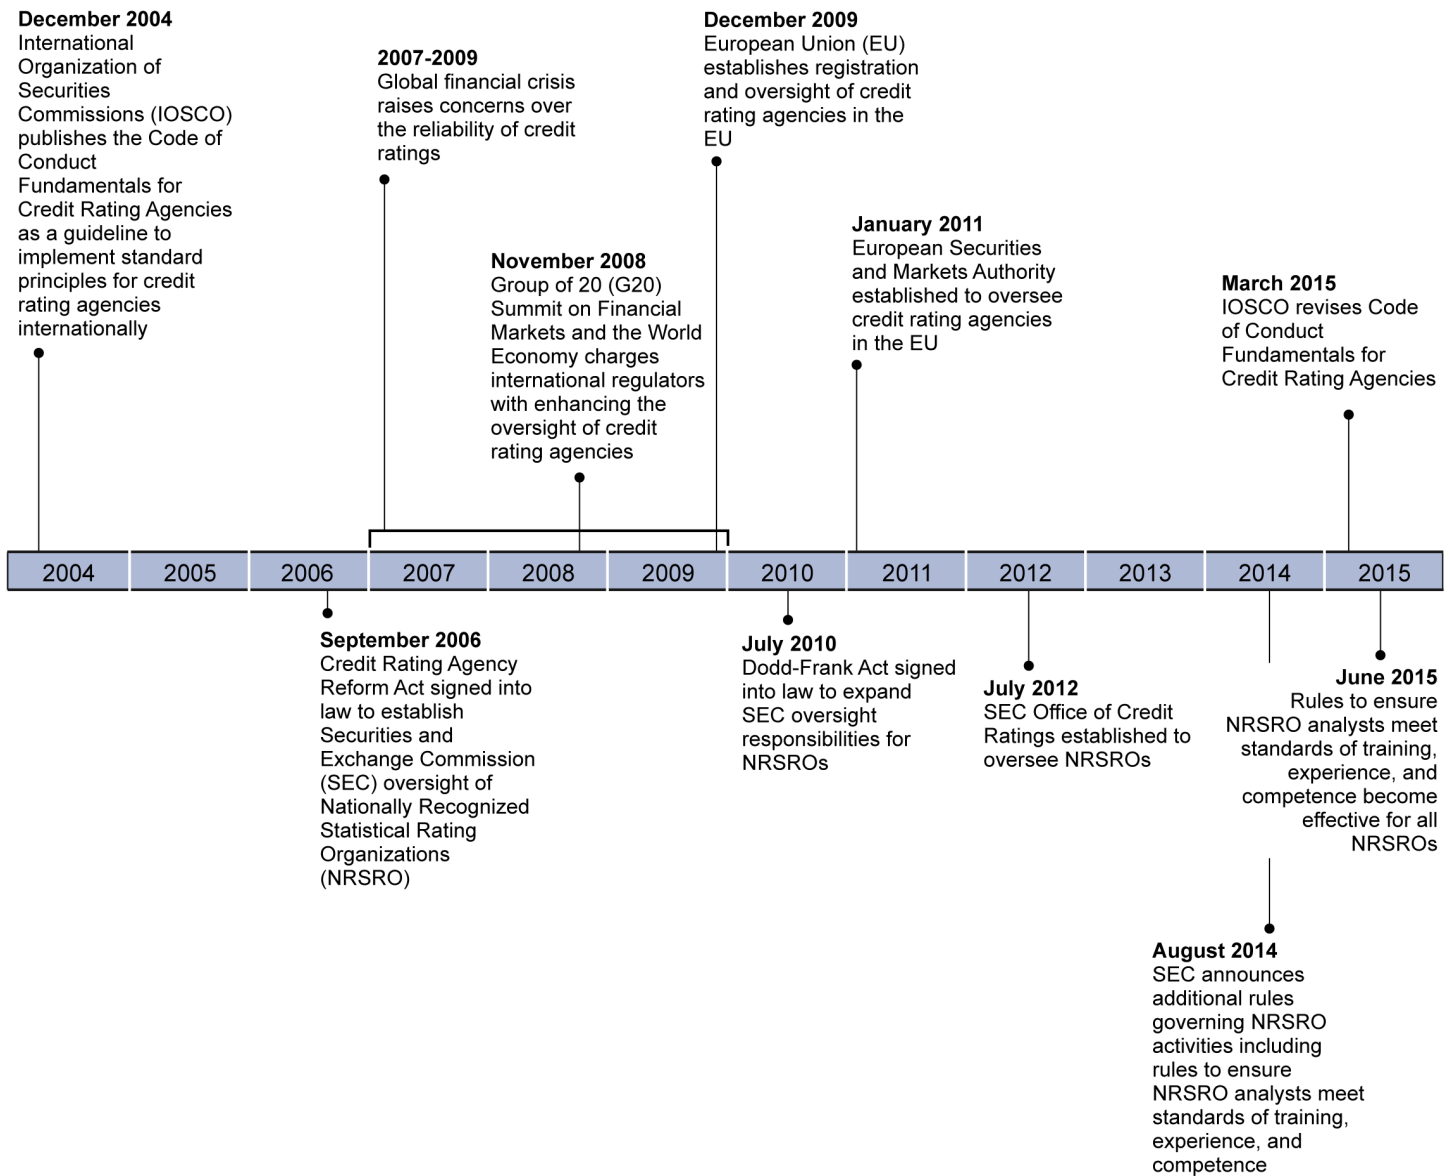 December 2004
International
Organization of
Securities
Commissions (IOSCO)
publishes the Code of
Conduct
Fundamentals for
Credit Rating Agencies
as a guideline to
implement standard
principles for credit
rating agencies
internationally
2007-2009
Global financial crisis
raises concerns over
the reliability of credit
ratings
November 2008
Group of 20 (G20)
Summit on Financial
Markets and the World
Economy charges
international regulators
with enhancing the
oversight of credit
rating agencies
December 2009
European Union (EU)
establishes registration
and oversight of credit
rating agencies in the
EU
January 2011
European Securities
and Markets Authority
established to oversee
credit rating agencies
in the EU
March 2015
IOSCO revises Code
of Conduct
Fundamentals for
Credit Rating Agencies
2004 2005 2006 2007 2008 2009 2010 2011 2012 2013 2014 2015
September 2006
Credit Rating Agency
Reform Act signed into
law to establish
Securities and
Exchange Commission
(SEC) oversight of
Nationally Recognized
Statistical Rating
Organizations
(NRSRO)
July 2010
Dodd-Frank Act signed
into law to expand
SEC oversight
responsibilities for
NRSROs
July 2012
SEC Office of Credit
Ratings established to
oversee NRSROs
June 2015
Rules to ensure
NRSRO analysts meet
standards of training,
experience, and
competence become
effective for all
NRSROs
August 2014
SEC announces
additional rules
governing NRSRO
activities including
rules to ensure
NRSRO analysts meet
standards of training,
experience, and
competence